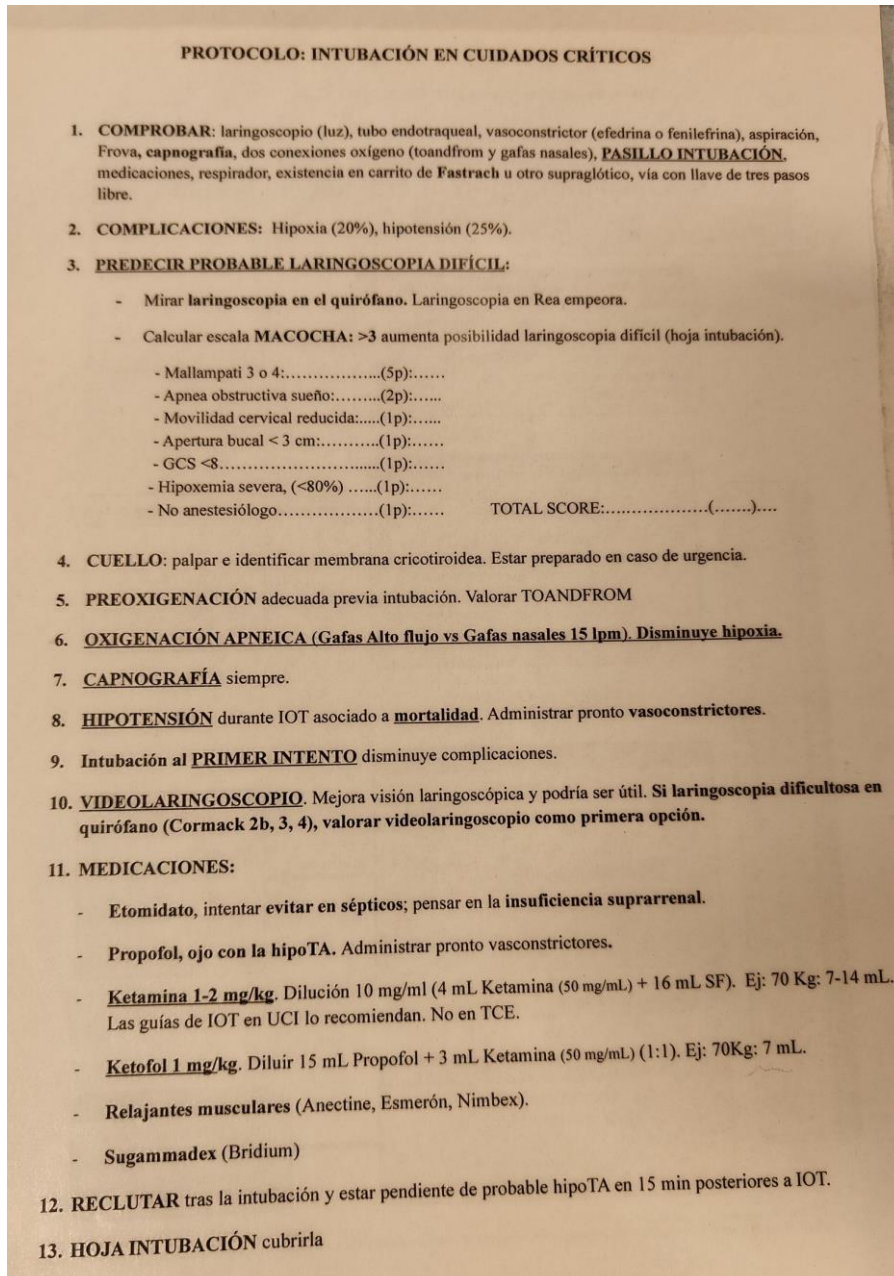 PROTOCOLO: INTUBACIÓN EN CUIDADOS CRÍTICOS
1. COMPROBAR: laringoscopio (luz), tubo endotraqueal, vasoconstrictor (efedrina o fenilefrina), aspiración,
Frova, capnografía, dos conexiones oxígeno (toandfrom y gafas nasales), PASILLO INTUBACIÓN,
medicaciones, respirador, existencia en carrito de Fastrach u otro supraglótico, vía con llave de tres pasos
libre.
2. COMPLICACIONES: Hipoxia (20%), hipotensión (25%).
3. PREDECIR PROBABLE LARINGOSCOPIA DIFÍCIL:
- Mirar laringoscopia en el quirófano. Laringoscopia en Rea empeora.
- Calcular escala MACOCHA: >3 aumenta posibilidad laringoscopia difícil (hoja intubación).
- Mallampati 3 o 4:……………..(5p):……
- Apnea obstructiva sueño:………(2p):……
- Movilidad cervical reducida:.....(1p):……
- Apertura bucal < 3 cm:………..(1p):……
- GCS <8……………………......(1p):……
- Hipoxemia severa, (<80%) ……(1p):……
- No anestesiólogo………………(1p):…… TOTAL SCORE:………………(…….)….
4. CUELLO: palpar e identificar membrana cricotiroidea. Estar preparado en caso de urgencia.
5. PREOXIGENACIÓN adecuada previa intubación. Valorar TOANDFROM
6. OXIGENACIÓN APNEICA (Gafas Alto flujo vs Gafas nasales 15 lpm). Disminuye hipoxia.
7. CAPNOGRAFÍA siempre.
8. HIPOTENSIÓN durante IOT asociado a mortalidad. Administrar pronto vasoconstrictores.
9. Intubación al PRIMER INTENTO disminuye complicaciones.
10. VIDEOLARINGOSCOPIO. Mejora visión laringoscópica y podría ser útil. Si laringoscopia dificultosa en
quirófano (Cormack 2b, 3, 4), valorar videolaringoscopio como primera opción.
11. MEDICACIONES:
- Etomidato, intentar evitar en sépticos; pensar en la insuficiencia suprarrenal.
- Propofol, ojo con la hipoTA. Administrar pronto vasconstrictores.
- Ketamina 1-2 mg/kg. Dilución 10 mg/ml (4 mL Ketamina (50 mg/mL) + 16 mL SF). Ej: 70 Kg: 7-14 mL.
Las guías de IOT en UCI lo recomiendan. No en TCE.
- Ketofol 1 mg/kg. Diluir 15 mL Propofol + 3 mL Ketamina (50 mg/mL) (1:1). Ej: 70Kg: 7 mL.
- Relajantes musculares (Anectine, Esmerón, Nimbex).
- Sugammadex (Bridium)
12. RECLUTAR tras la intubación y estar pendiente de probable hipoTA en 15 min posteriores a IOT.
13. HOJA INTUBACIÓN cubrirla